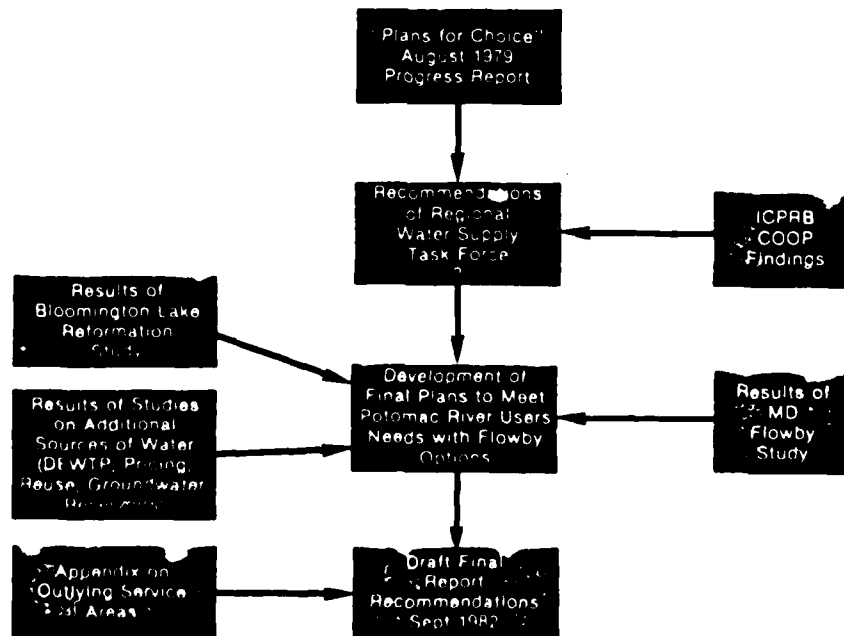 "Plans for Choice"
August 1979
Progress Report
Recommendations
of Regional
Water Supply
Task Force
ICPRB
COOP
Findings
Results of
Bloomington Lake
Reformation
Study
Development of
Final Plans to Meet
Potomac River Users
Needs with Flowby
Options
Results of
MD
Flowby
Study
Results of Studies
on Additional
Sources of Water
(DEWTP, Pricing,
Reuse, Groundwater
Appendix on
Outlying Service
Areas
Draft Final
Report
Recommendations
Sept 1982